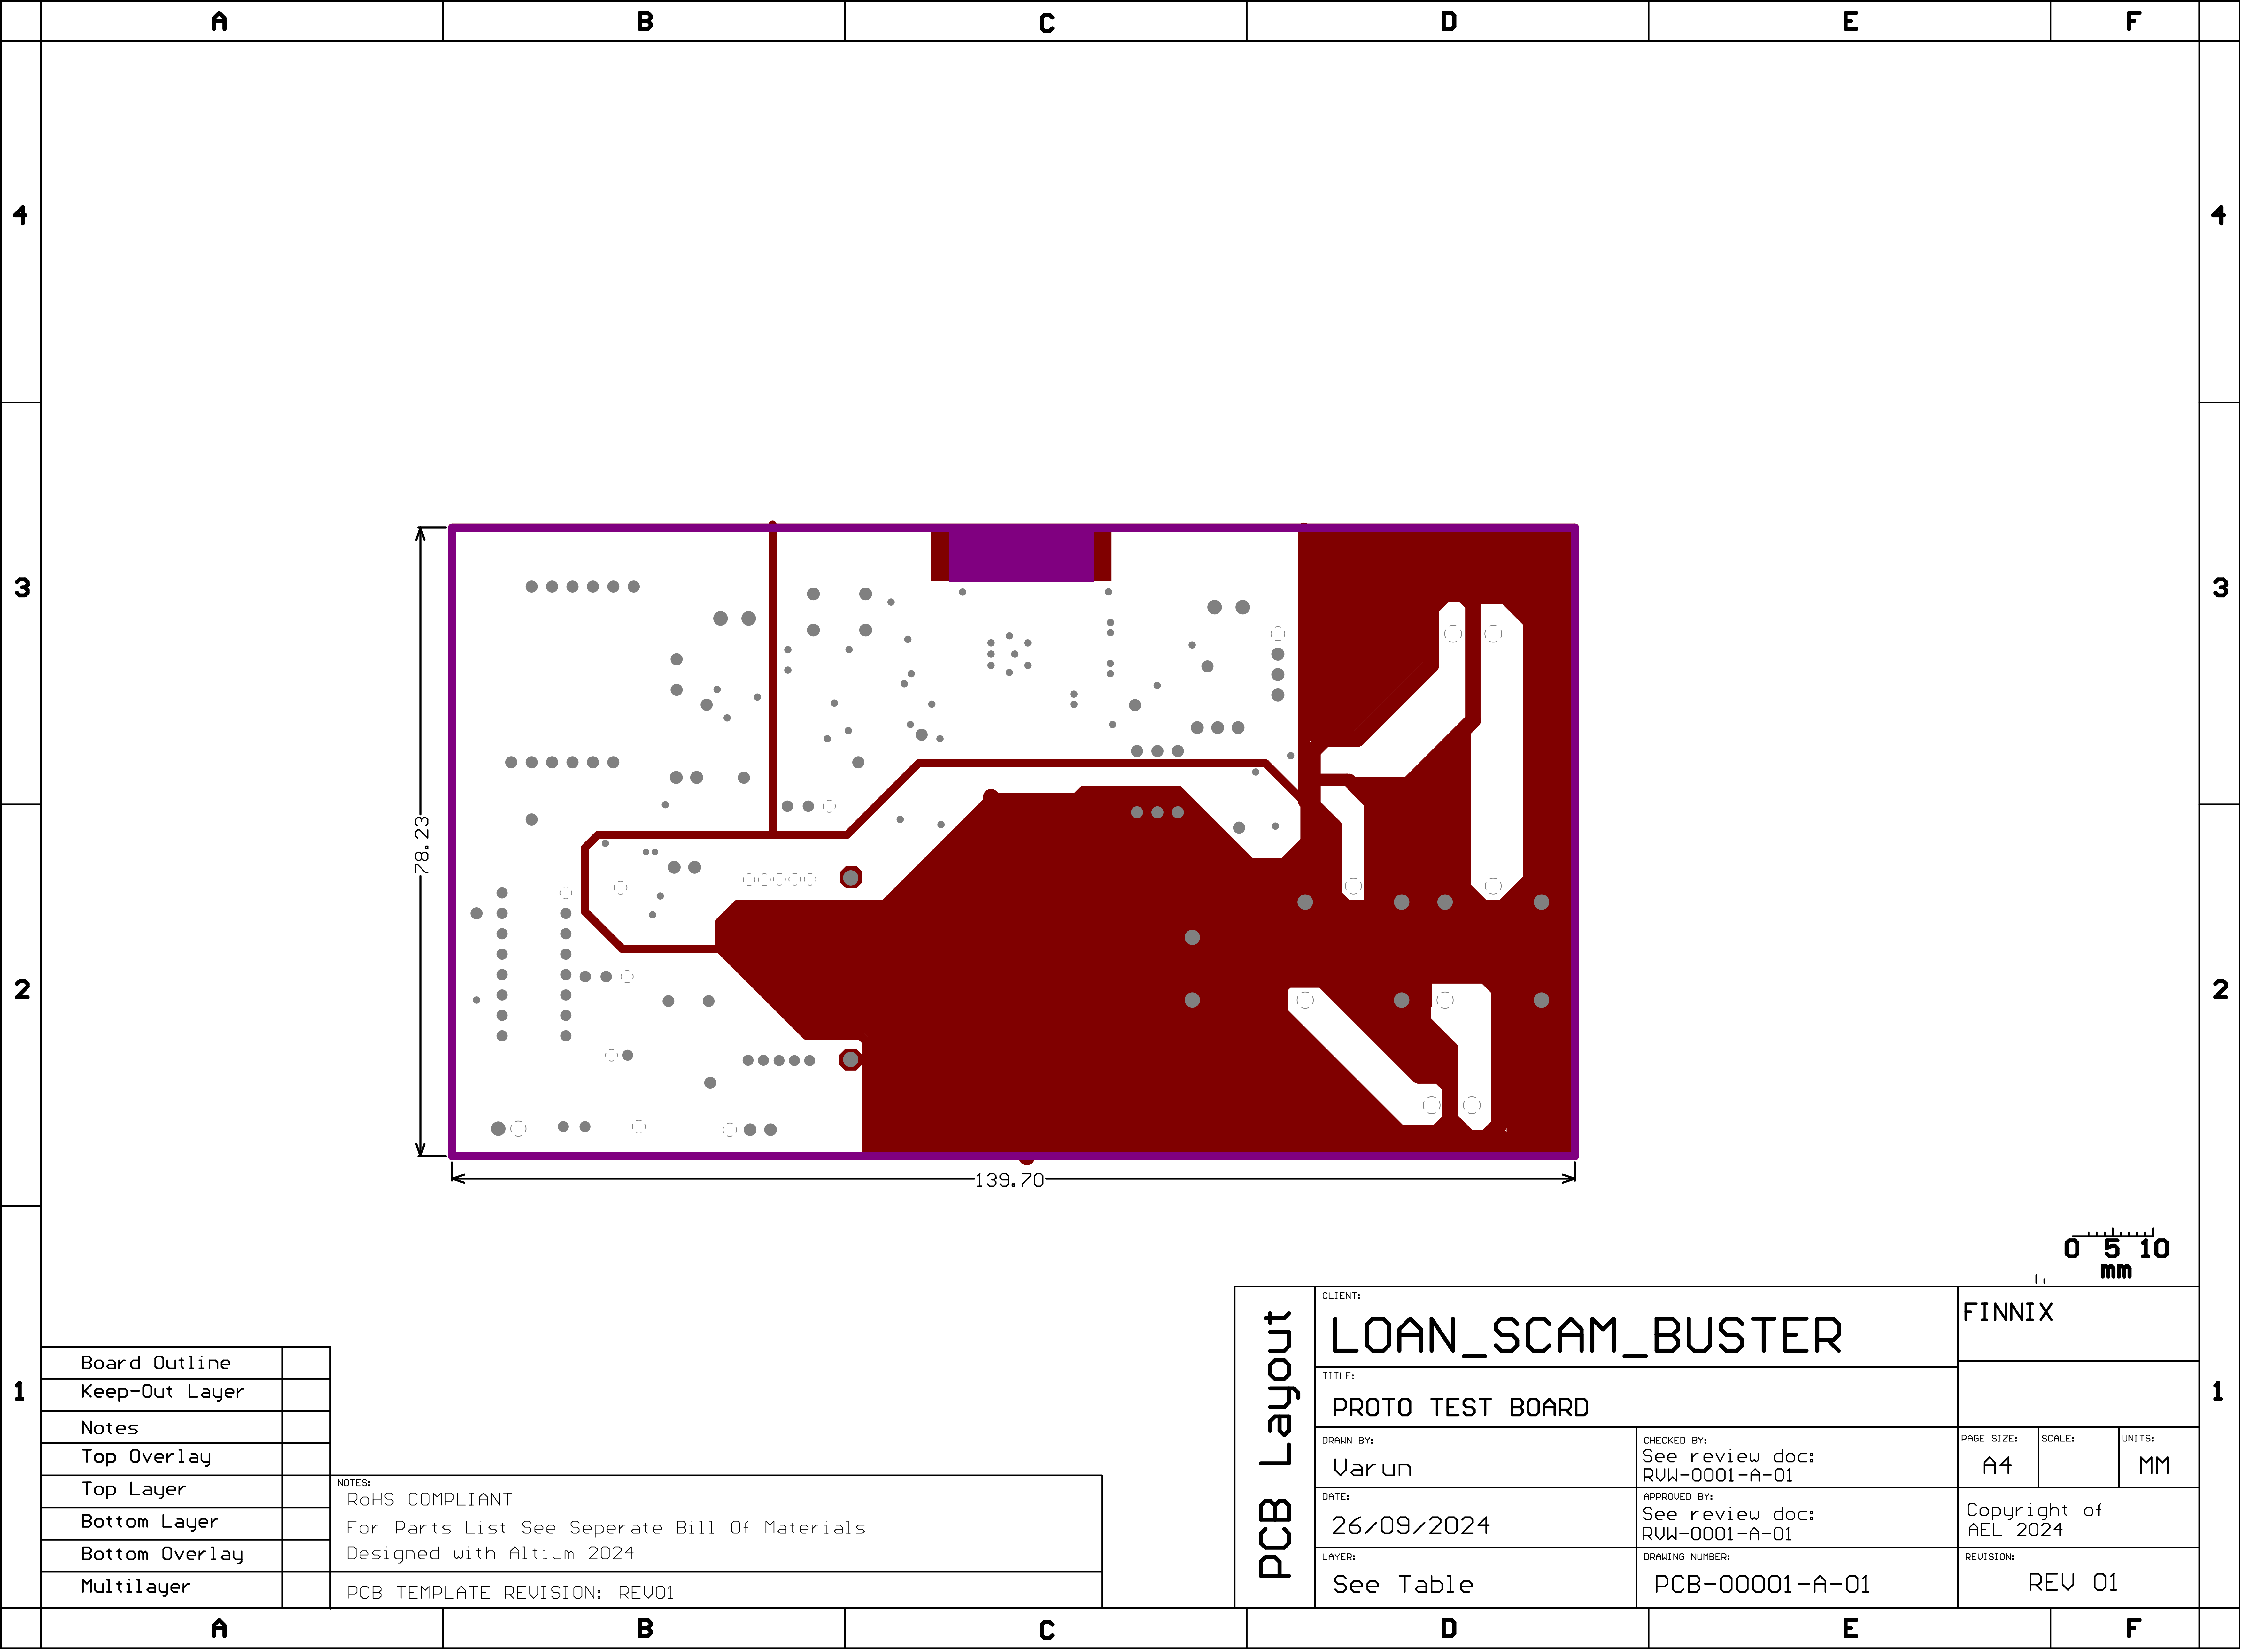 A B C D E F
4 4
3 3
78.23
2 2
139.70
0 5 10
mm
1 1
Board Outline
Keep-Out Layer
Notes
Top Overlay
Top Layer
Bottom Layer
Bottom Overlay
Multilayer
NOTES:
RoHS COMPLIANT
For Parts List See Seperate Bill Of Materials
Designed with Altium 2024
PCB TEMPLATE REVISION: REV01
PCB Layout
CLIENT:
LOAN_SCAM_BUSTER
FINNIX
TITLE:
PROTO TEST BOARD
DRAWN BY:
Varun
CHECKED BY:
See review doc:
RVW-0001-A-01
PAGE SIZE:
A4
SCALE:
UNITS:
MM
DATE:
26/09/2024
APPROVED BY:
See review doc:
RVW-0001-A-01
Copyright of
AEL 2024
LAYER:
See Table
DRAWING NUMBER:
PCB-00001-A-01
REVISION:
REV 01
A B C D E F